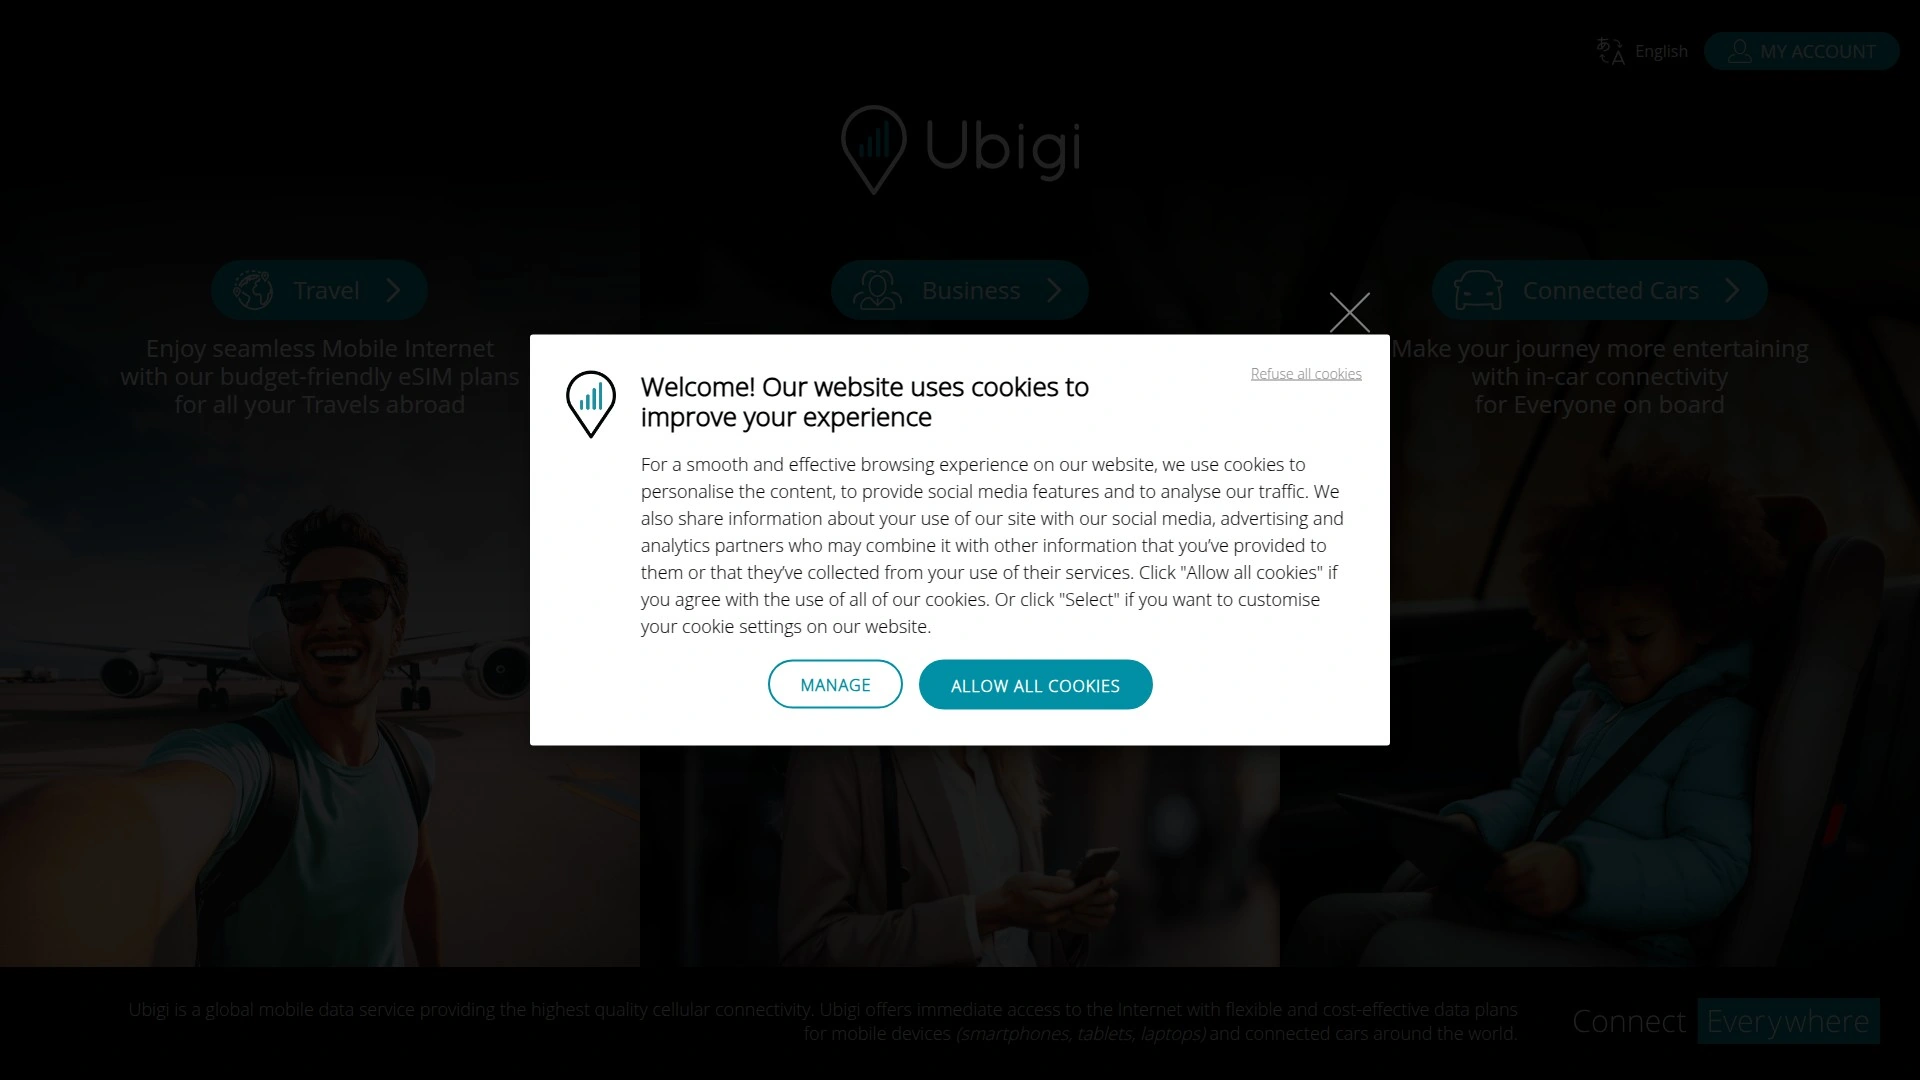 English
MY ACCOUNT
Ubigi
Travel
Business
Connected Cars
Enjoy seamless Mobile Internet
with our budget-friendly eSIM plans
for all your Travels abroad
Make your journey more entertaining
with in-car connectivity
for Everyone on board
Refuse all cookies
Welcome! Our website uses cookies to
improve your experience
For a smooth and effective browsing experience on our website, we use cookies to
personalise the content, to provide social media features and to analyse our traffic. We
also share information about your use of our site with our social media, advertising and
analytics partners who may combine it with other information that you’ve provided to
them or that they’ve collected from your use of their services. Click "Allow all cookies" if
you agree with the use of all of our cookies. Or click "Select" if you want to customise
your cookie settings on our website.
MANAGE
ALLOW ALL COOKIES
Ubigi is a global mobile data service providing the highest quality cellular connectivity. Ubigi offers immediate access to the Internet with flexible and cost-effective data plans
for mobile devices (smartphones, tablets, laptops) and connected cars around the world.
Connect Everywhere